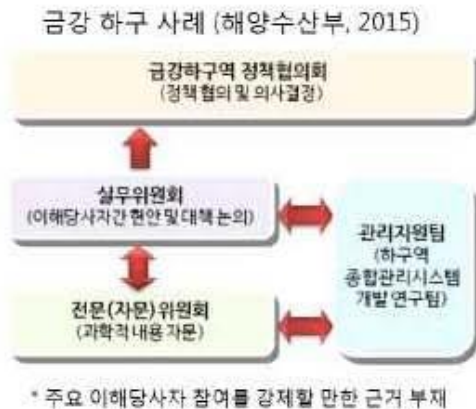 금강 하구 사례 (해양수산부, 2015)
금강하구역 정책협의회
(정책협의 및 의사결정)
실무위원회
(이해당사자간 현안 및 대책 논의)
관리지원팀
(하구역
종합관리시스템
개발 연구팀)
전문(자문)위원회
(과학적 내용 자문)
* 주요 이해당사자 참여를 강제할 만한 근거 부재